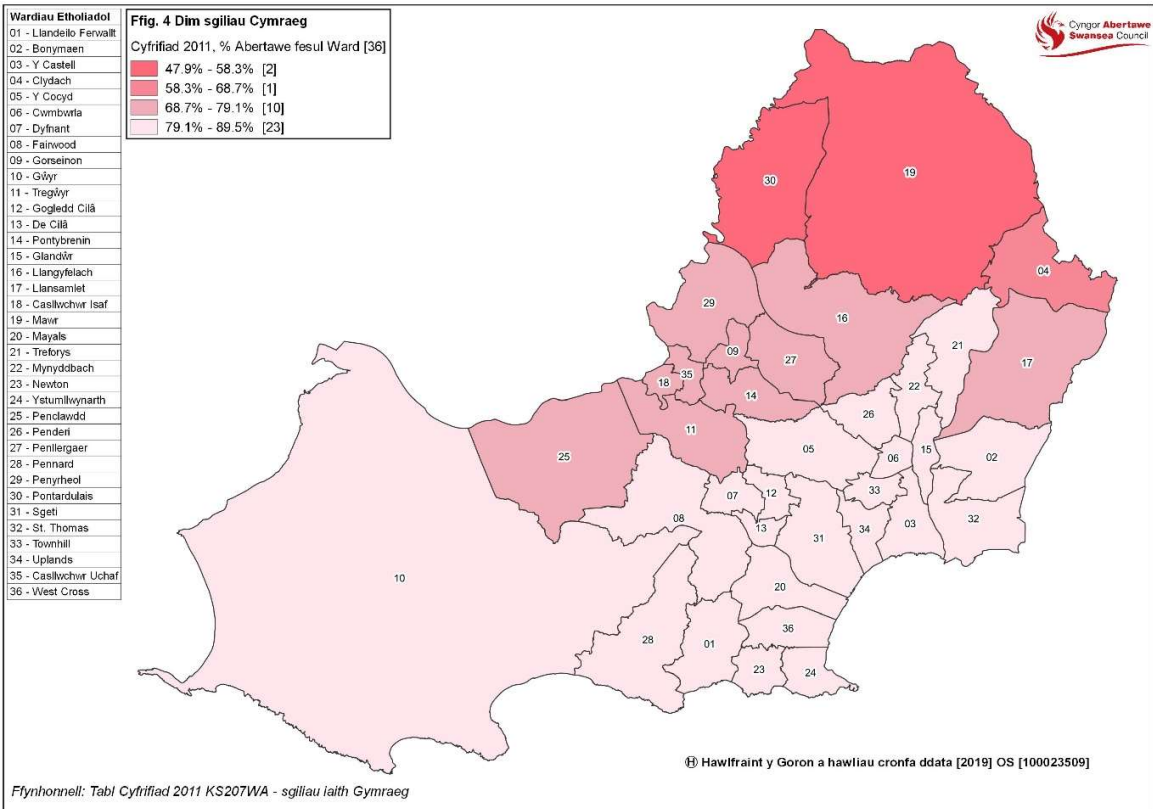 Wardiau Etholiadol
01 - Llandeilo Ferwallt
02 - Bonymaen
03 - Y Castell
04 - Clydach
05 - Y Cocyd
06 - Cwmbwrla
07 - Dyfnant
08 - Fairwood
09 - Gorseinon
10 - Gŵyr
11 - Tregŵyr
12 - Gogledd Cilâ
13 - De Cilâ
14 - Pontybrenin
15 - Glandŵr
16 - Llangyfelach
17 - Llansamlet
18 - Casllwchwr Isaf
19 - Mawr
20 - Mayals
21 - Treforys
22 - Mynyddbach
23 - Newton
24 - Ystumllwynarth
25 - Penclawdd
26 - Penderi
27 - Penllergaer
28 - Pennard
29 - Penyrheol
30 - Pontardulais
31 - Sgeti
32 - St. Thomas
33 - Townhill
34 - Uplands
35 - Casllwchwr Uchaf
36 - West Cross
Ffig. 4 Dim sgiliau Cymraeg
Cyfrifiad 2011, % Abertawe fesul Ward [36]
47.9% - 58.3% [2]
58.3% - 68.7% [1]
68.7% - 79.1% [10]
79.1% - 89.5% [23]
Cyngor Abertawe
Swansea Council
30
19
04
29
16
21
17
09
27
35
18
14
22
26
11
25
05
06
15
02
07
12
33
08
13
31
34
03
32
10
20
28
01
36
23
24
Ⓗ Hawlfraint y Goron a hawliau cronfa ddata [2019] OS [100023509]
Ffynhonnell: Tabl Cyfrifiad 2011 KS207WA - sgiliau iaith Gymraeg